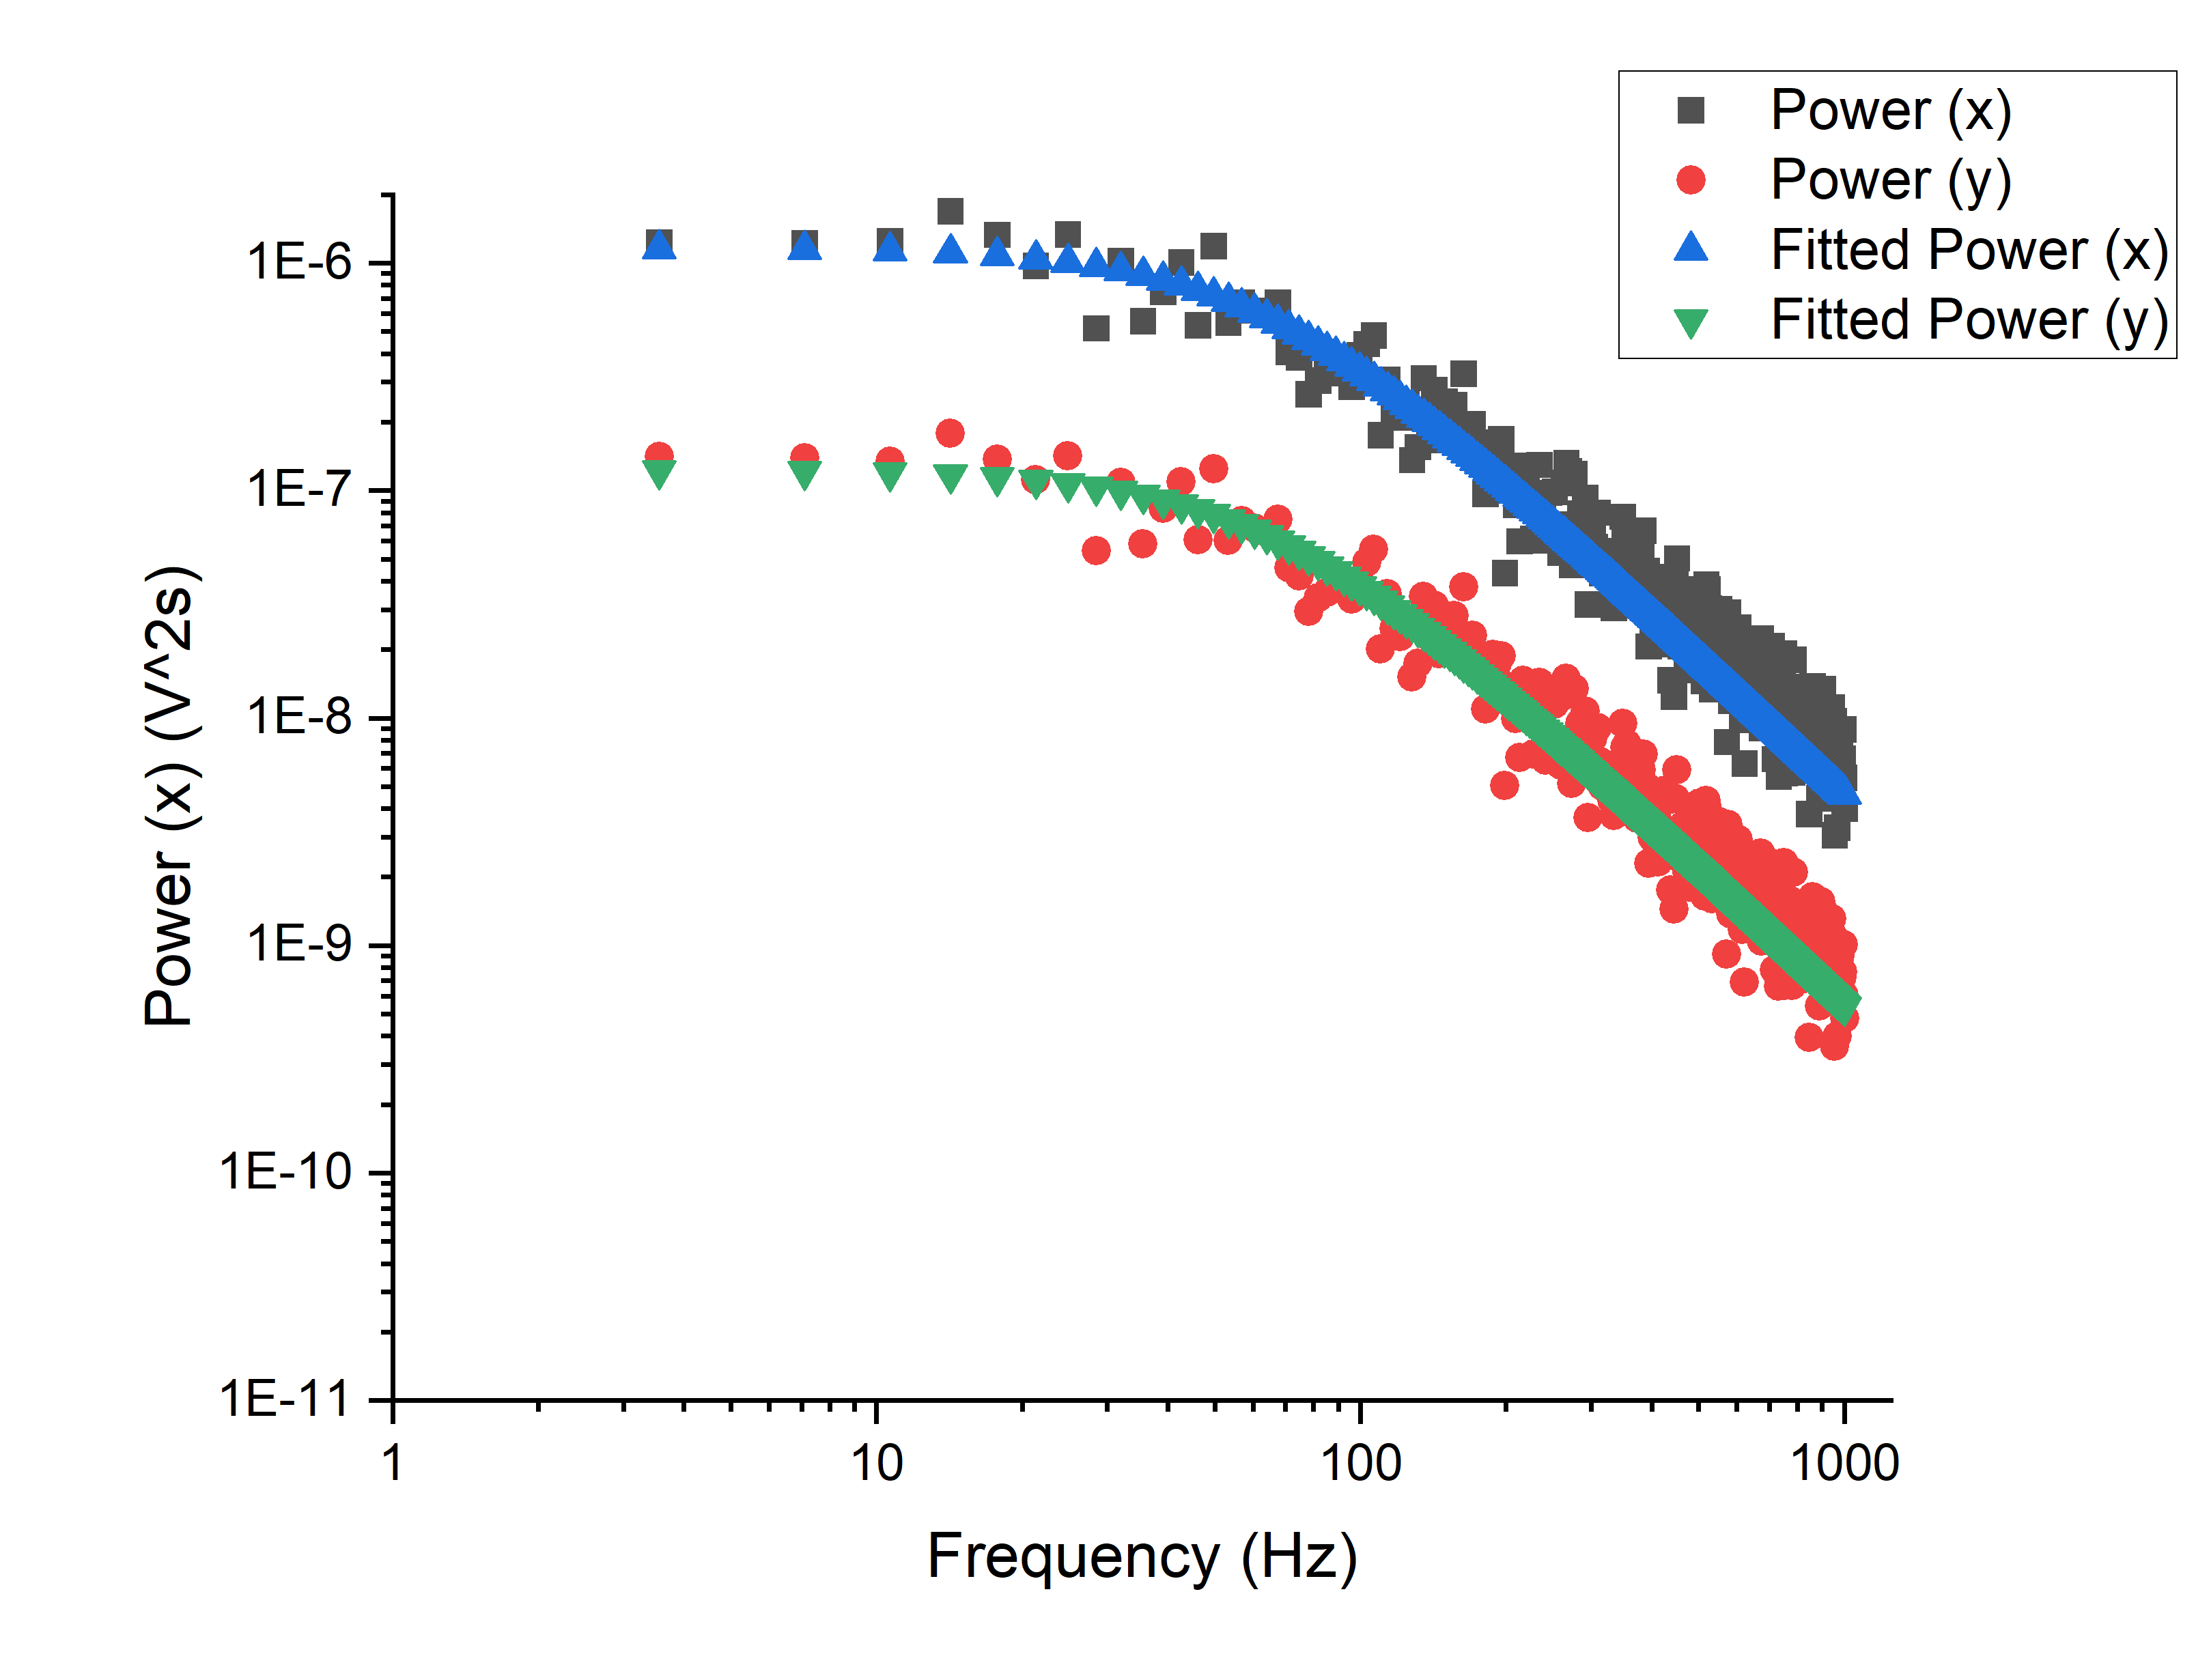 Power (x)
Power (y)
Fitted Power (x)
Fitted Power (y)
Power (x) (V^2s)
1E-6
1E-7
1E-8
1E-9
1E-10
1E-11
1 10 100 1000
Frequency (Hz)